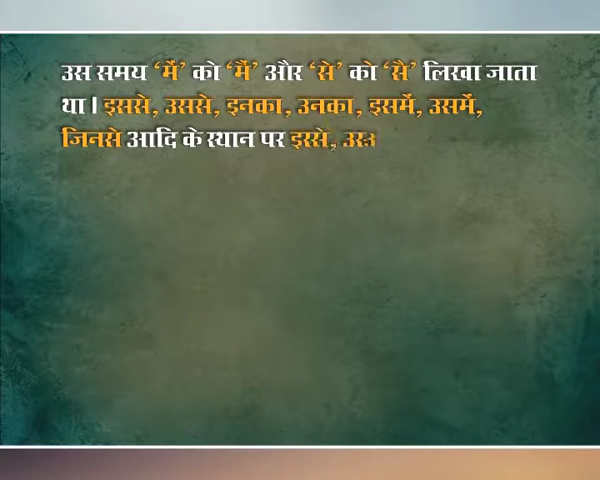 उस समय ‘में’ को ‘मैं’ और ‘से’ को ‘सै’ लिखा जाता
था। इससे, उससे, इनका, उनका, इसमें, उसमें,
जिनसे आदि के स्थान पर इस्से,